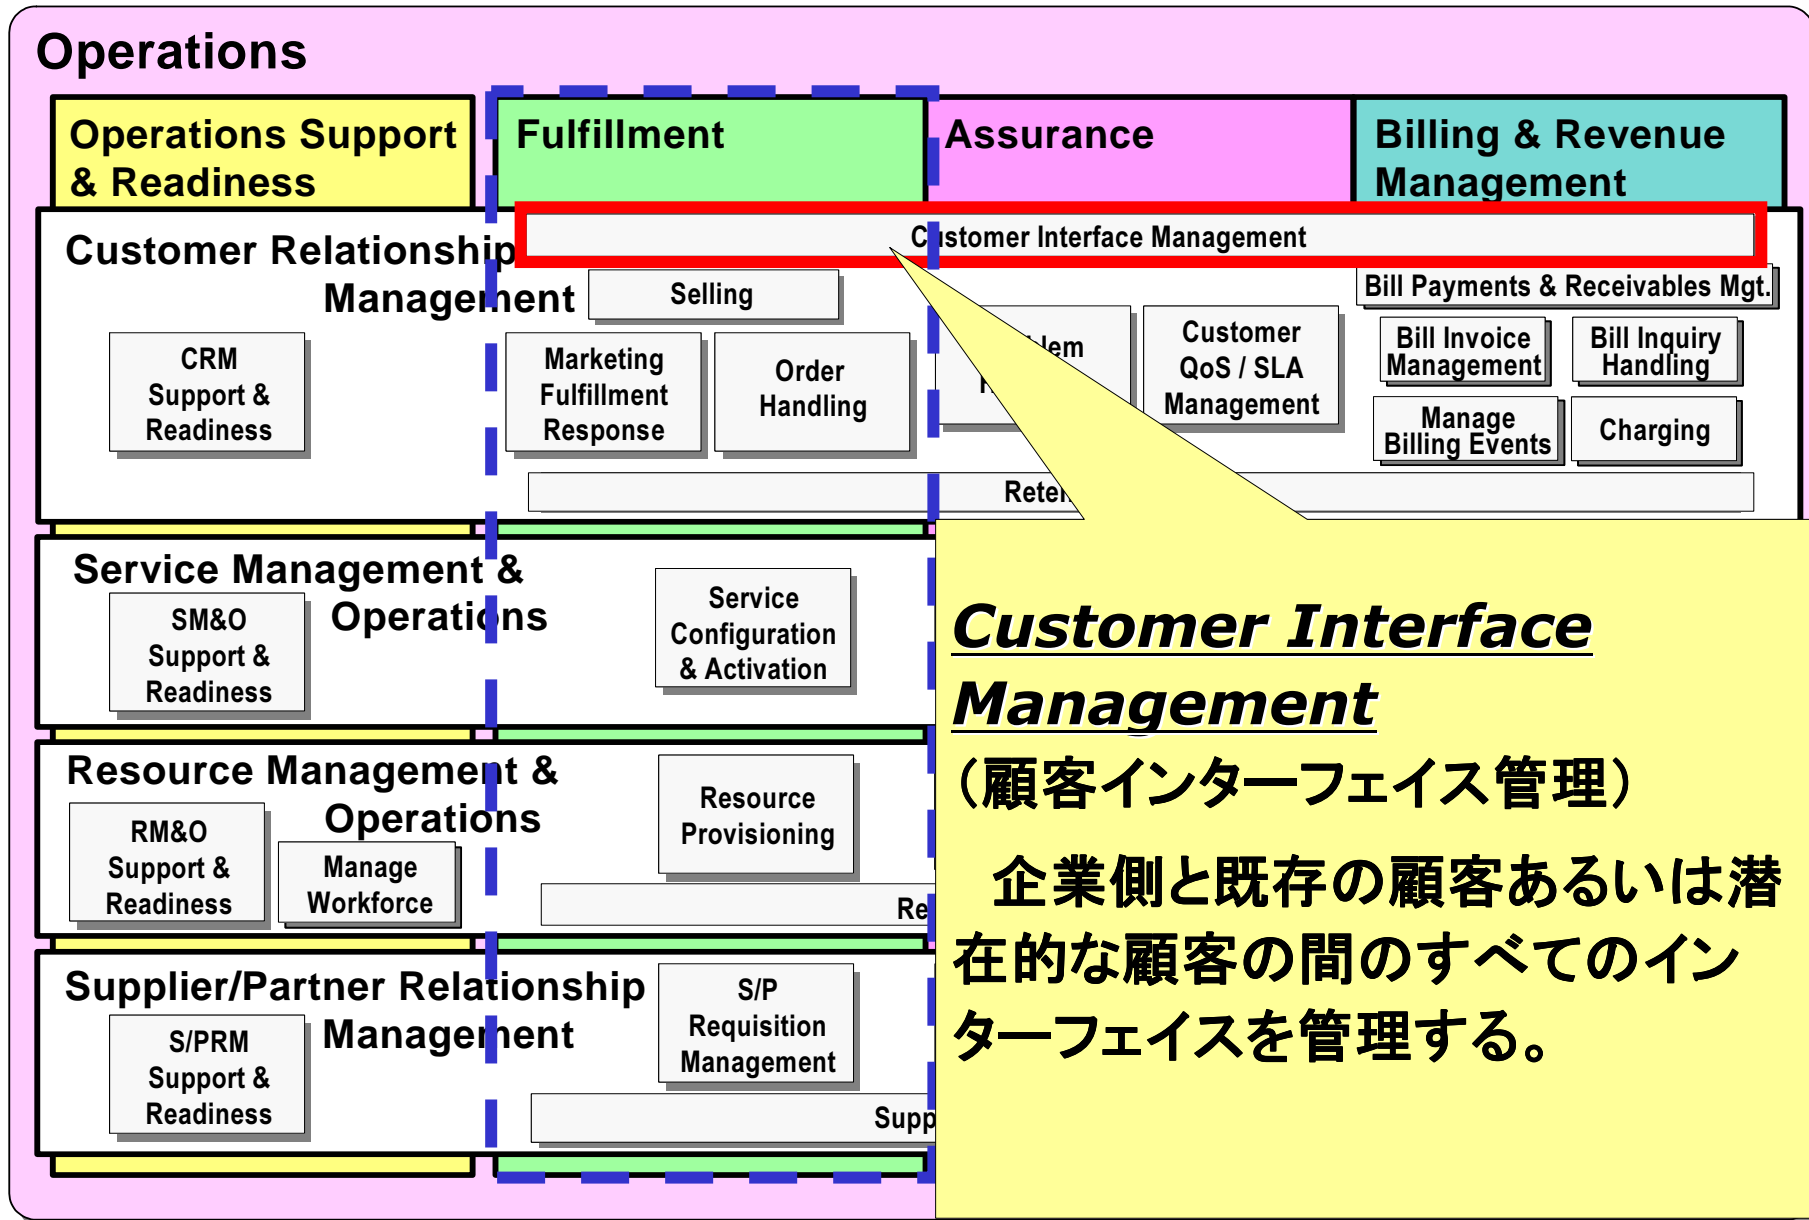 Operations
Operations Support
& Readiness
Fulfillment
Assurance
Billing & Revenue
Management
Customer Relationship
Management
Customer Interface Management
Selling
Bill Payments & Receivables Mgt.
CRM
Support &
Readiness
Marketing
Fulfillment
Response
Order
Handling
Customer
QoS / SLA
Management
Bill Invoice
Management
Bill Inquiry
Handling
Manage
Billing Events
Charging
Service Management &
Operations
SM&O
Support &
Readiness
Service
Configuration
& Activation
Resource Management &
Operations
RM&O
Support &
Readiness
Manage
Workforce
Resource
Provisioning
Supplier/Partner Relationship
Management
S/PRM
Support &
Readiness
S/P
Requisition
Management
Customer Interface
Management
（顧客インターフェイス管理）
企業側と既存の顧客あるいは潜
在的な顧客の間のすべてのイン
ターフェイスを管理する。